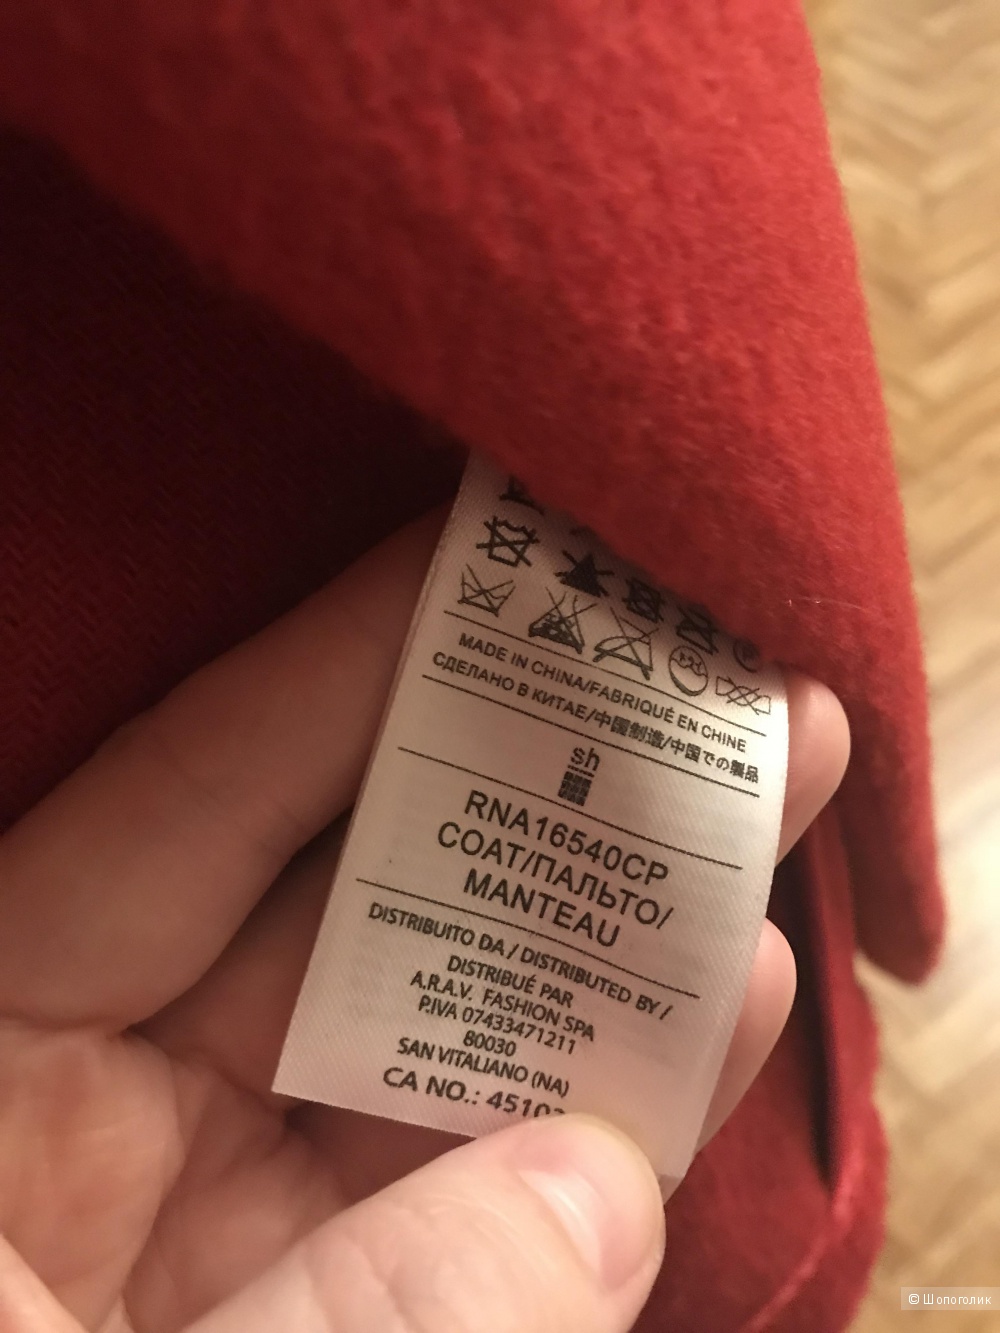 MADE IN CHINA/FABRIQUÉ EN CHINE
СДЕЛАНО В КИТАЕ/中国制造/中国での製品
sh
RNA16540CP
COAT/ПАЛЬТО/
MANTEAU
DISTRIBUITO DA / DISTRIBUTED BY /
DISTRIBUÉ PAR
A.R.A.V. FASHION SPA
P.IVA 07433471211
80030
SAN VITALIANO (NA)
CA NO.:
© Шопоголик